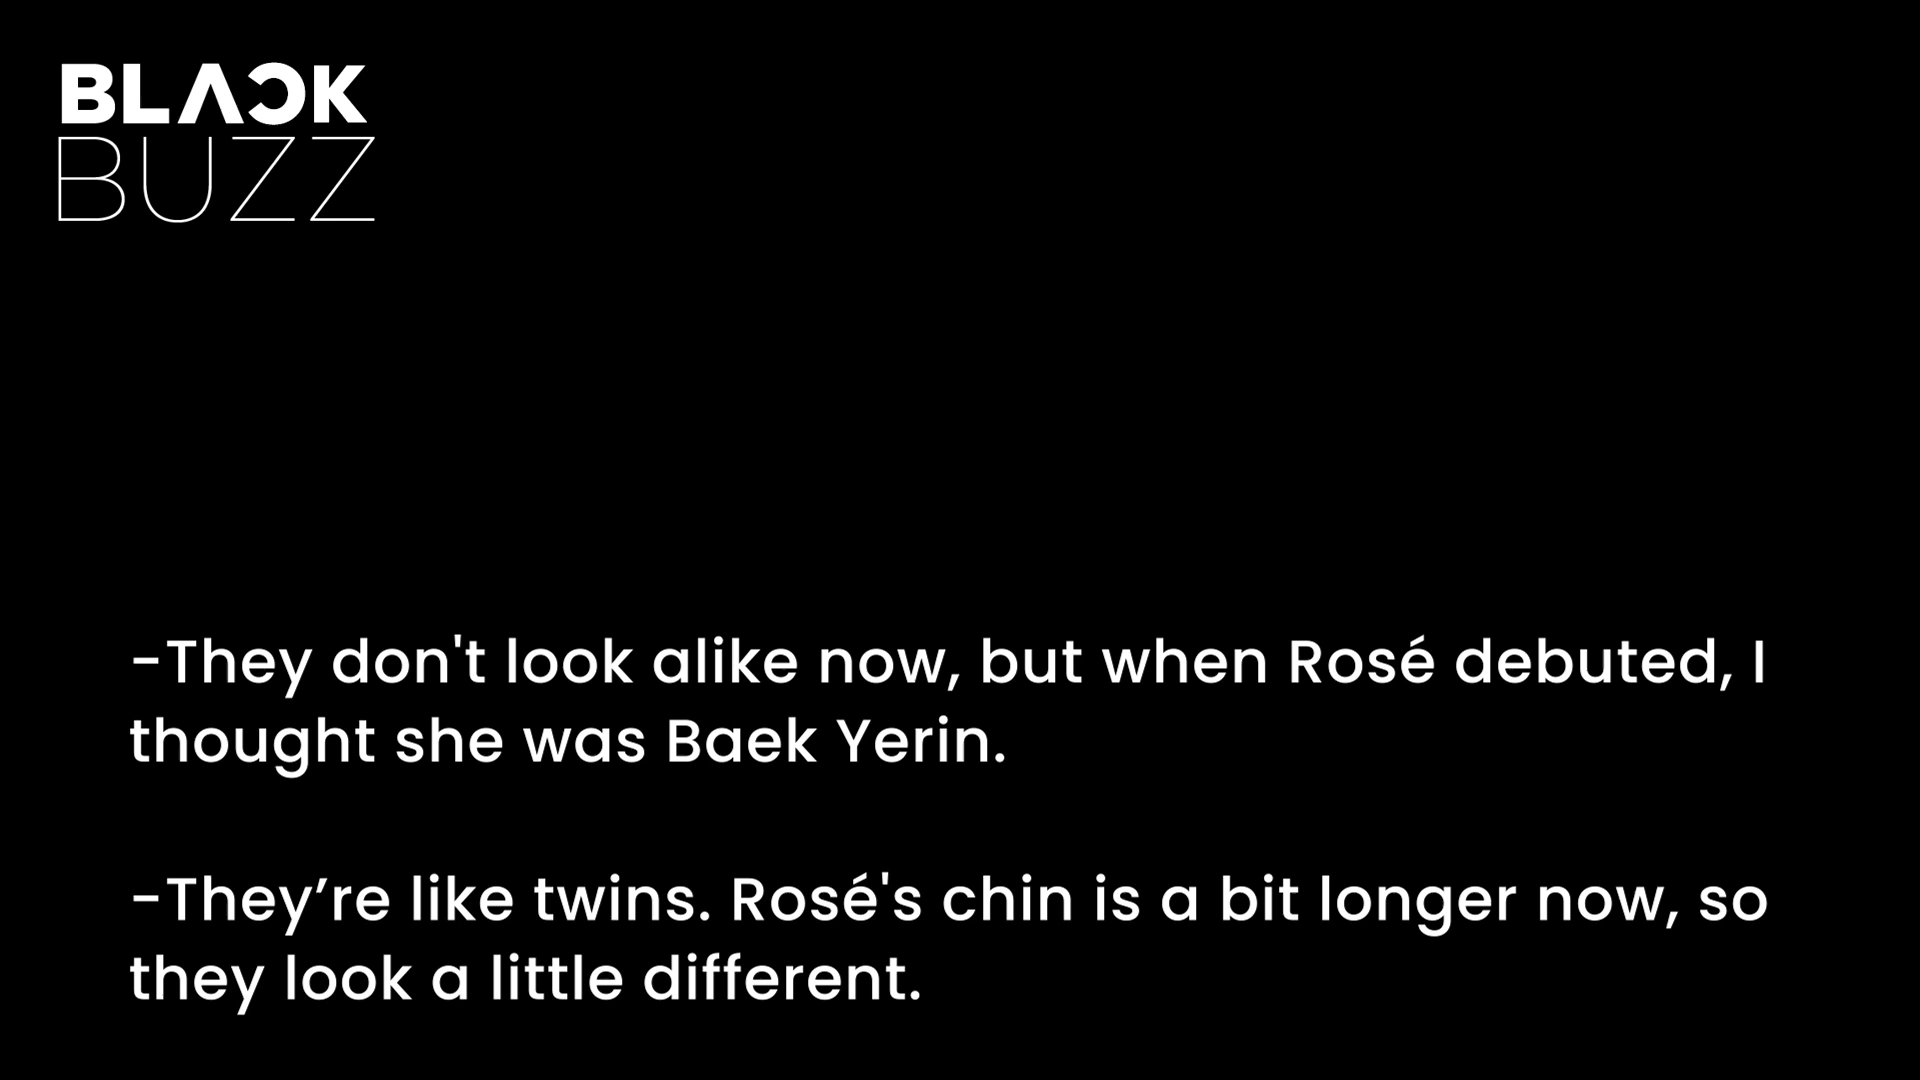 BLACK
BUZZ
-They don't look alike now, but when Rosé debuted, I
thought she was Baek Yerin.
-They’re like twins. Rosé's chin is a bit longer now, so
they look a little different.